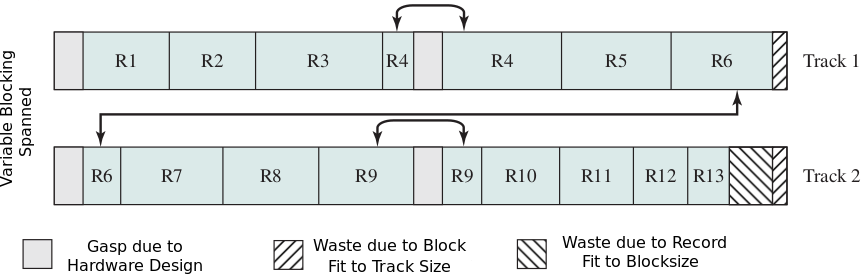 Variable Blocking
Spanned
R1 R2 R3 R4 R4 R5 R6 Track 1
R6 R7 R8 R9 R9 R10 R11 R12 R13 Track 2
Gasp due to
Hardware Design
Waste due to Block
Fit to Track Size
Waste due to Record
Fit to Blocksize